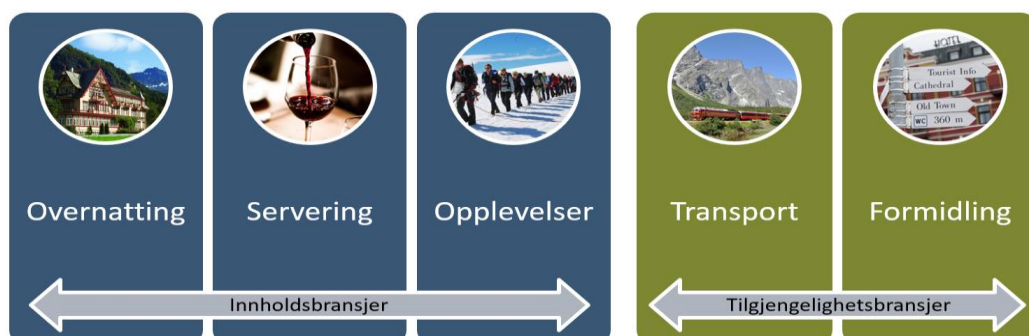 HOTEL
Tourist Info
Cathedral
Old Town
WC 360 m
Overnatting
Servering
Opplevelser
Transport
Formidling
Innholdsbransjer
Tilgjengelighetsbransjer